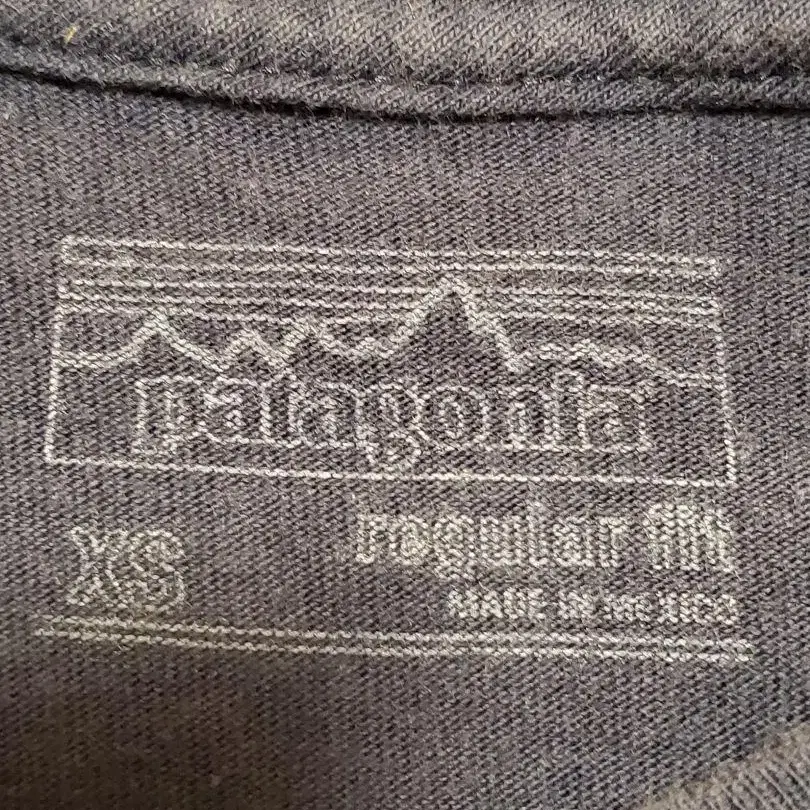 patagonia
XS regular fit
MADE IN MEXICO